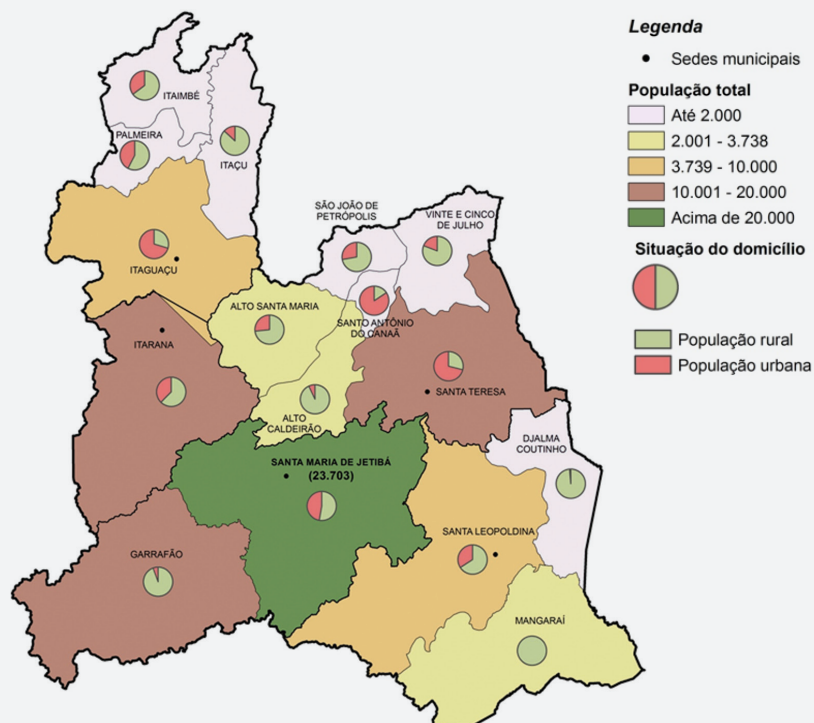 Legenda
Sedes municipais
População total
Até 2.000
2.001 - 3.738
3.739 - 10.000
10.001 - 20.000
Acima de 20.000
Situação do domicílio
População rural
População urbana
ITAIMBÉ
PALMEIRA
ITAÇU
ITAGUAÇU
SÃO JOÃO DE
PETRÓPOLIS
VINTE E CINCO
DE JULHO
ALTO SANTA MARIA
SANTO ANTÔNIO
DO CANAÃ
ITARANA
SANTA TERESA
ALTO
CALDEIRÃO
DJALMA
COUTINHO
SANTA MARIA DE JETIBÁ
(23.703)
SANTA LEOPOLDINA
GARRAFÃO
MANGARAÍ